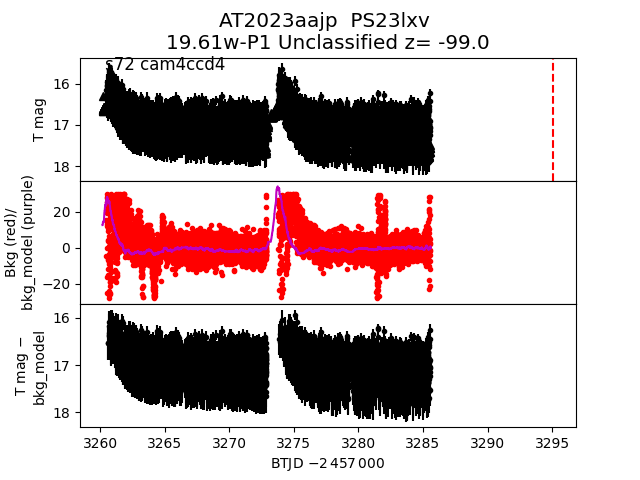 AT2023aajp  PS23lxv
19.61w-P1 Unclassified z= -99.0
s72 cam4ccd4
16
17
18
T mag
20
0
−20
Bkg (red)/
bkg_model (purple)
16
17
18
T mag −
bkg_model
3260 3265 3270 3275 3280 3285 3290 3295
BTJD −2 457 000